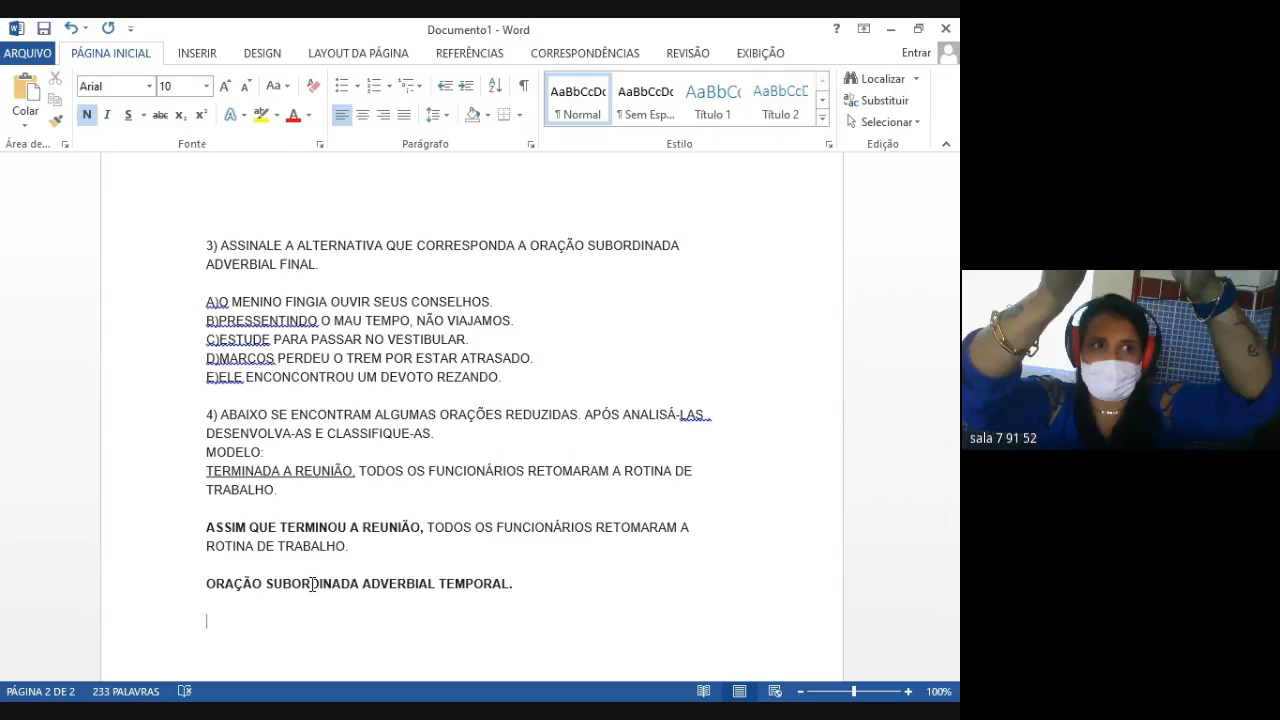 Documento1 - Word
ARQUIVO PÁGINA INICIAL INSERIR DESIGN LAYOUT DA PÁGINA REFERÊNCIAS CORRESPONDÊNCIAS REVISÃO EXIBIÇÃO Entrar
Colar
Arial 10
Aa
N I S abc x₂ x²
AaBbCcDc AaBbCcDc AaBbC( AaBbCcD
¶ Normal ¶ Sem Esp... Título 1 Título 2
Localizar
Substituir
Selecionar
Área de... Fonte Parágrafo Estilo Edição
3) ASSINALE A ALTERNATIVA QUE CORRESPONDA A ORAÇÃO SUBORDINADA
ADVERBIAL FINAL.
A)O MENINO FINGIA OUVIR SEUS CONSELHOS.
B)PRESSENTINDO O MAU TEMPO, NÃO VIAJAMOS.
C)ESTUDE PARA PASSAR NO VESTIBULAR.
D)MARCOS PERDEU O TREM POR ESTAR ATRASADO.
E)ELE ENCONCONTROU UM DEVOTO REZANDO.
4) ABAIXO SE ENCONTRAM ALGUMAS ORAÇÕES REDUZIDAS. APÓS ANALISÁ-LAS ,
DESENVOLVA-AS E CLASSIFIQUE-AS.
MODELO:
TERMINADA A REUNIÃO, TODOS OS FUNCIONÁRIOS RETOMARAM A ROTINA DE
TRABALHO.
ASSIM QUE TERMINOU A REUNIÃO, TODOS OS FUNCIONÁRIOS RETOMARAM A
ROTINA DE TRABALHO.
ORAÇÃO SUBORDINADA ADVERBIAL TEMPORAL.
sala 7 91 52
PÁGINA 2 DE 2 233 PALAVRAS 100%